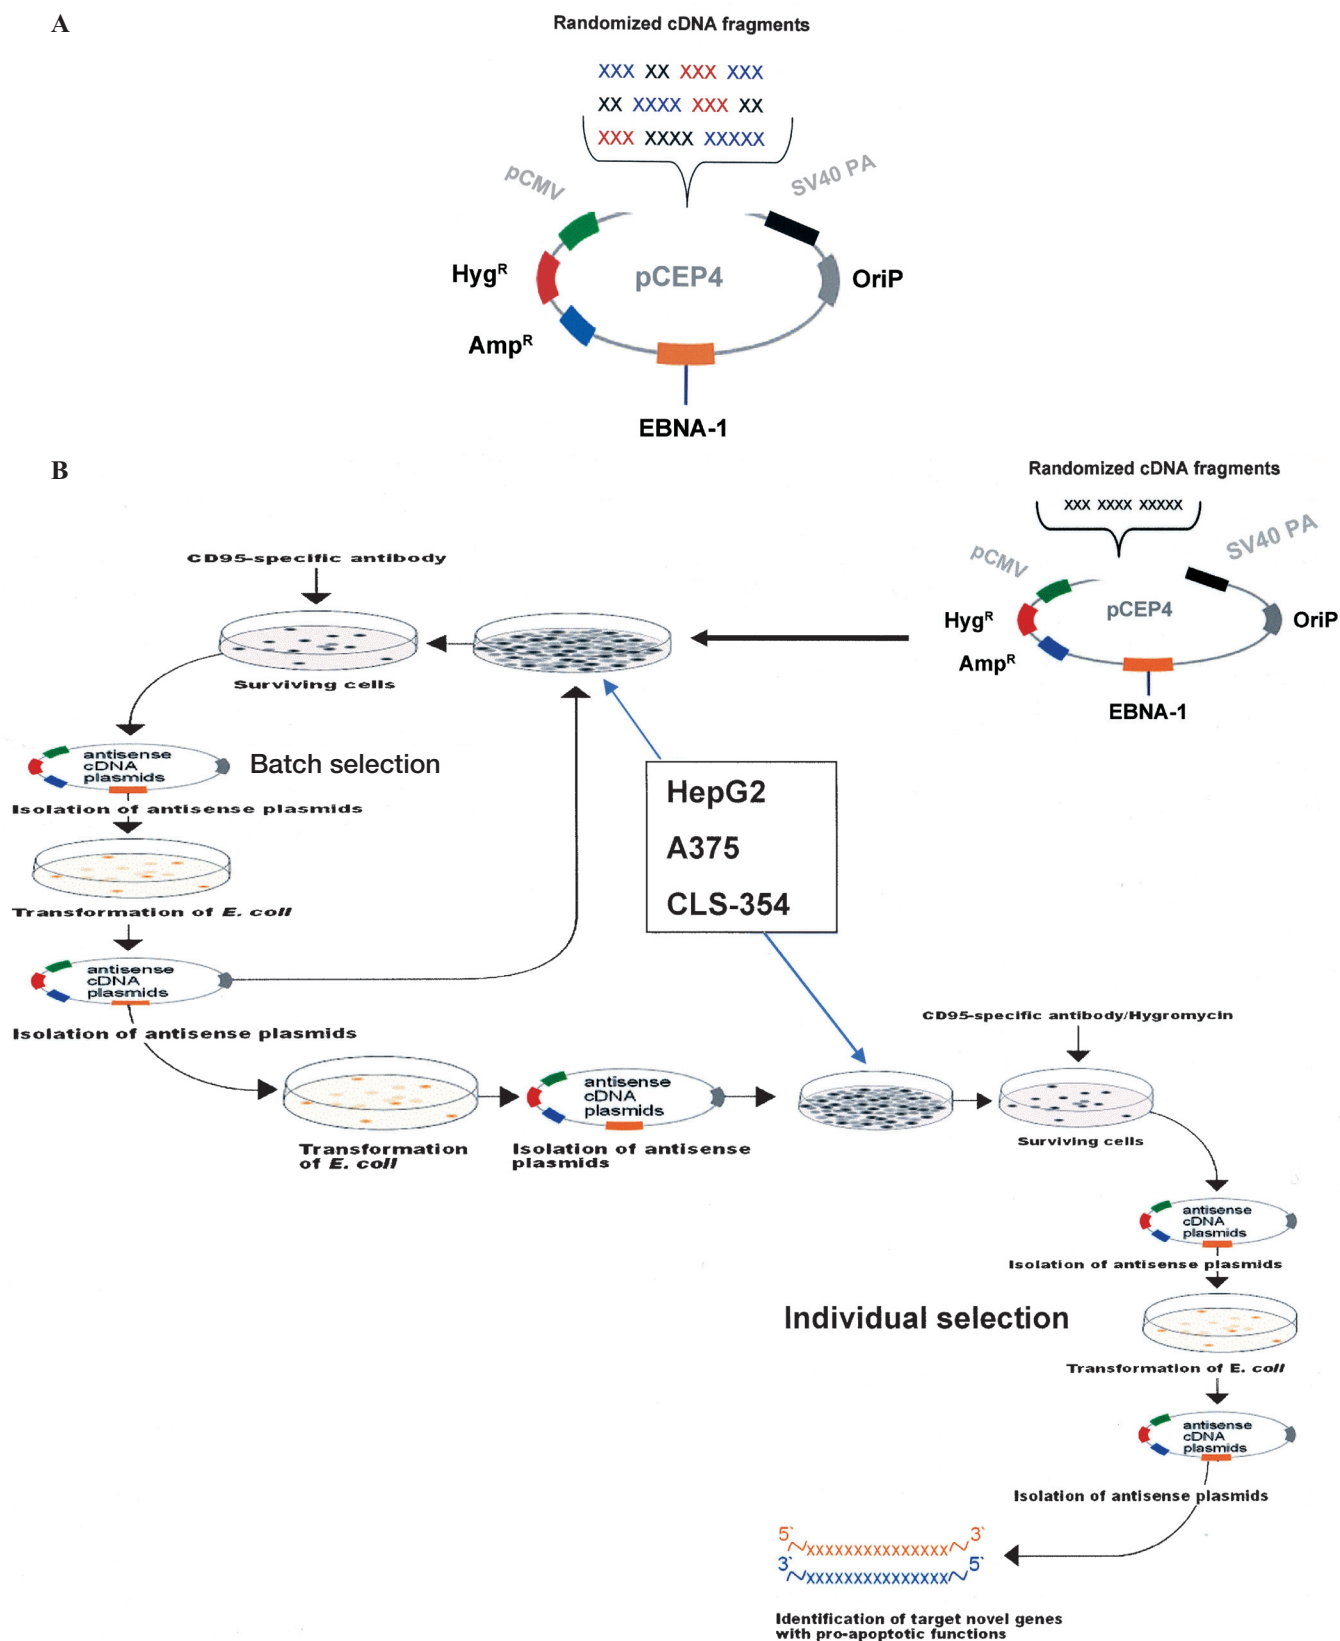 A
Randomized cDNA fragments
XXX XX XXX XXX
XX XXXX XXX XX
XXX XXXX XXXXX
pCMV
SV40 PA
HygR
pCEP4
OriP
AmpR
EBNA-1
B
Randomized cDNA fragments
XXX XXXX XXXXX
pCMV
SV40 PA
HygR
pCEP4
OriP
AmpR
EBNA-1
CD95-specific antibody
Surviving cells
antisense
cDNA
plasmids
Batch selection
Isolation of antisense plasmids
HepG2
A375
CLS-354
Transformation of E. coli
antisense
cDNA
plasmids
Isolation of antisense plasmids
Transformation
of E. coli
antisense
cDNA
plasmids
Isolation of antisense
plasmids
CD95-specific antibody/Hygromycin
Surviving cells
antisense
cDNA
plasmids
Isolation of antisense plasmids
Individual selection
Transformation of E. coli
antisense
cDNA
plasmids
Isolation of antisense plasmids
5` XXXXXXXXXXXXXXX 3`
3` XXXXXXXXXXXXXXX 5`
Identification of target novel genes
with pro-apoptotic functions